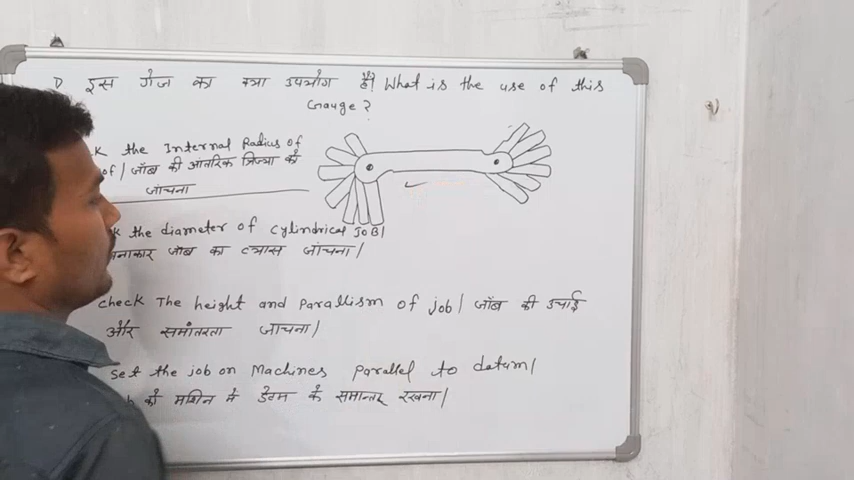 इस गेज का क्या उपयोग है? What is the use of this
Gauge?
the Internal Radius of
जॉब की आंतरिक त्रिज्या को
जांचना
the diameter of cylindrical JOB|
जॉब का व्यास जांचना|
check The height and Parallism of job| जॉब की उचाई
और समांतरता जाचना|
set the job on Machines parallel to datum|
को मशिन मे डेटम के समान्तर रखना|